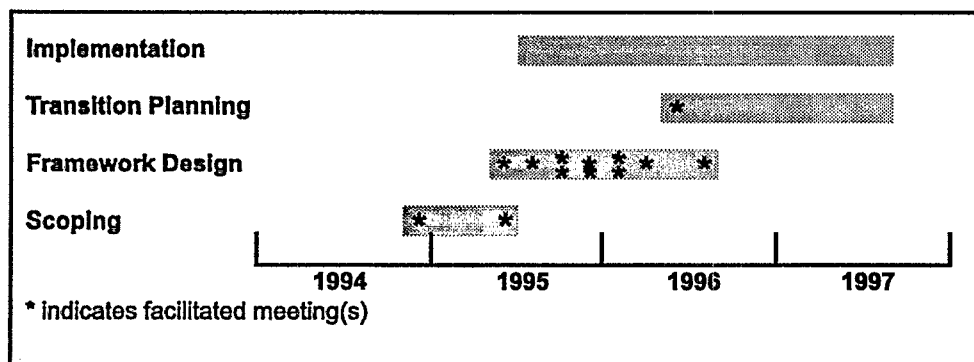 Implementation
Transition Planning
*
Framework Design
* * * * * * *
* * *
Scoping
* *
1994 1995 1996 1997
* indicates facilitated meeting(s)